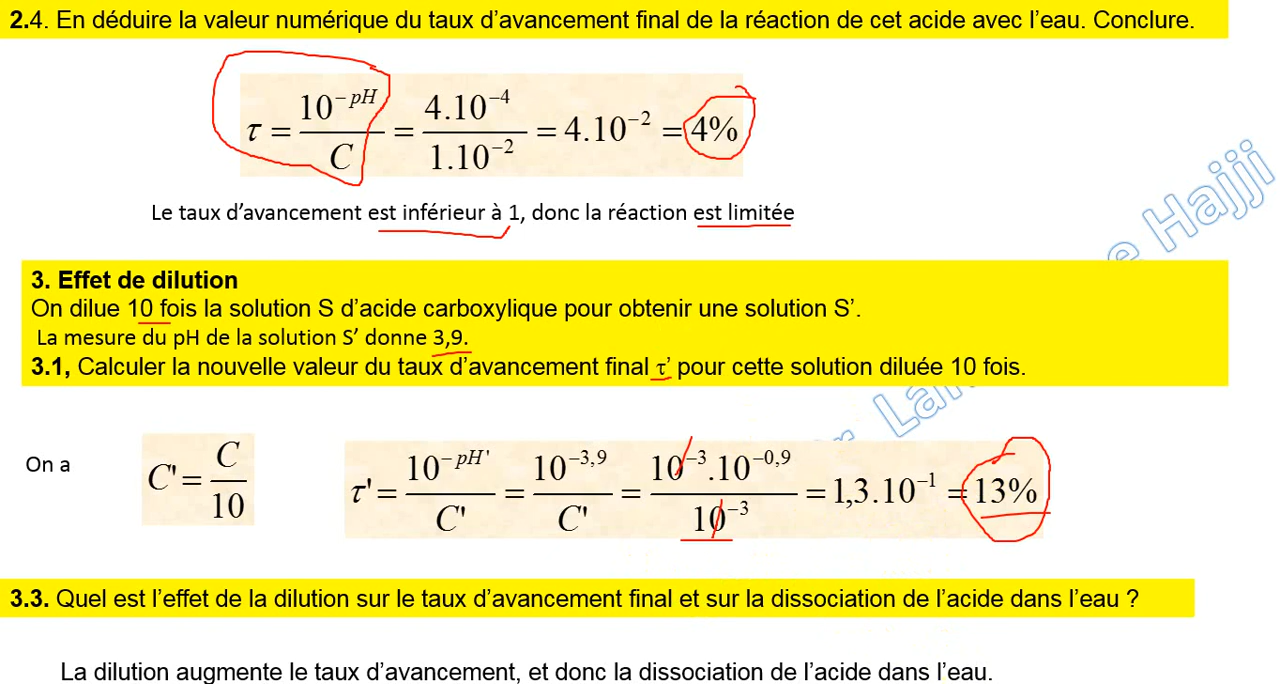 2.4. En déduire la valeur numérique du taux d’avancement final de la réaction de cet acide avec l’eau. Conclure.
τ = 10^{-pH} / C = 4.10^{-4} / 1.10^{-2} = 4.10^{-2} = 4%
Le taux d’avancement est inférieur à 1, donc la réaction est limitée
Hajji
3. Effet de dilution
On dilue 10 fois la solution S d’acide carboxylique pour obtenir une solution S’.
La mesure du pH de la solution S’ donne 3,9.
3.1, Calculer la nouvelle valeur du taux d’avancement final τ’ pour cette solution diluée 10 fois.
On a C' = C / 10 τ' = 10^{-pH'} / C' = 10^{-3,9} / C' = 10^{-3}.10^{-0,9} / 10^{-3} = 1,3.10^{-1} = 13%
3.3. Quel est l’effet de la dilution sur le taux d’avancement final et sur la dissociation de l’acide dans l’eau ?
La dilution augmente le taux d’avancement, et donc la dissociation de l’acide dans l’eau.